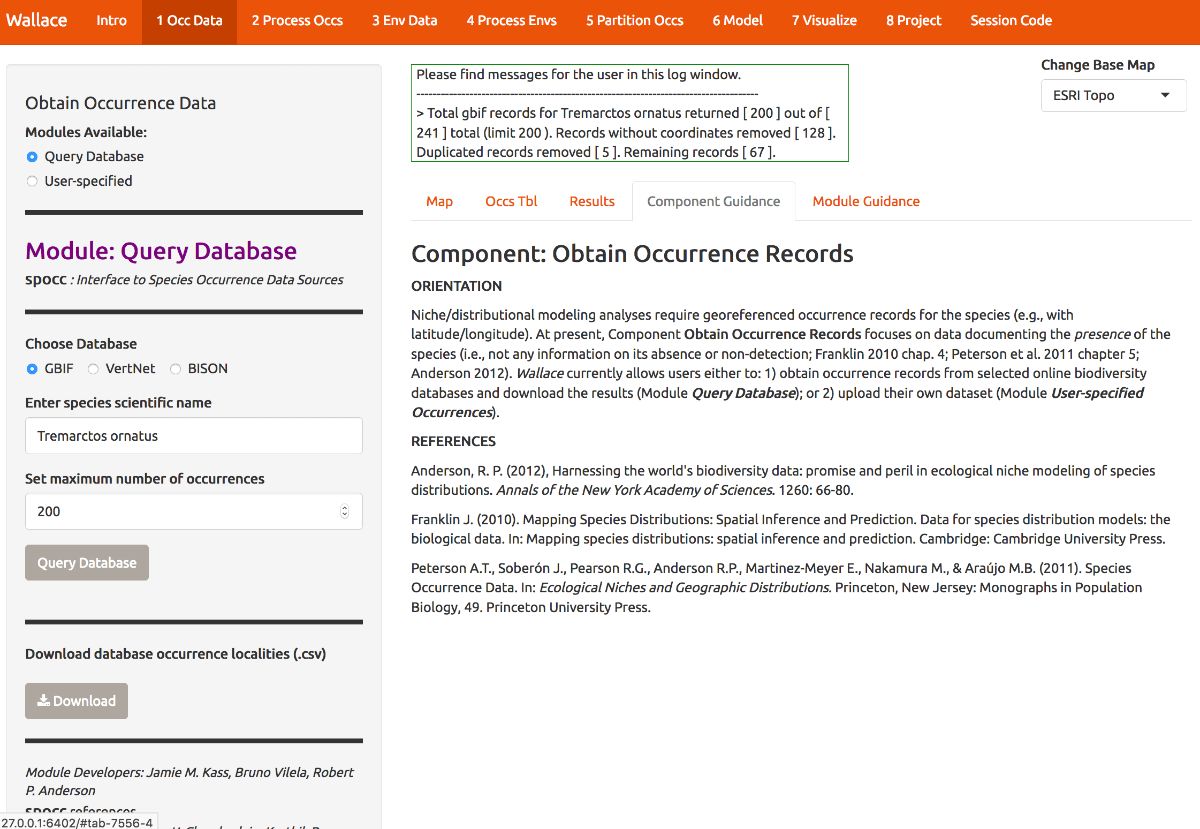 Wallace Intro 1 Occ Data 2 Process Occs 3 Env Data 4 Process Envs 5 Partition Occs 6 Model 7 Visualize 8 Project Session Code
Obtain Occurrence Data
Modules Available:
Query Database
User-specified
Module: Query Database
spocc : Interface to Species Occurrence Data Sources
Choose Database
GBIF VertNet BISON
Enter species scientific name
Tremarctos ornatus
Set maximum number of occurrences
200
Query Database
Download database occurrence localities (.csv)
Download
Module Developers: Jamie M. Kass, Bruno Vilela, Robert
P. Anderson
spocc references
27.0.0.1:6402/#tab-7556-4
Please find messages for the user in this log window.
--------------------------------------------------------------------------------
> Total gbif records for Tremarctos ornatus returned [ 200 ] out of [
241 ] total (limit 200 ). Records without coordinates removed [ 128 ].
Duplicated records removed [ 5 ]. Remaining records [ 67 ].
Change Base Map
ESRI Topo
Map Occs Tbl Results Component Guidance Module Guidance
Component: Obtain Occurrence Records
ORIENTATION
Niche/distributional modeling analyses require georeferenced occurrence records for the species (e.g., with
latitude/longitude). At present, Component Obtain Occurrence Records focuses on data documenting the presence of the
species (i.e., not any information on its absence or non-detection; Franklin 2010 chap. 4; Peterson et al. 2011 chapter 5;
Anderson 2012). Wallace currently allows users either to: 1) obtain occurrence records from selected online biodiversity
databases and download the results (Module Query Database); or 2) upload their own dataset (Module User-specified
Occurrences).
REFERENCES
Anderson, R. P. (2012), Harnessing the world's biodiversity data: promise and peril in ecological niche modeling of species
distributions. Annals of the New York Academy of Sciences. 1260: 66-80.
Franklin J. (2010). Mapping Species Distributions: Spatial Inference and Prediction. Data for species distribution models: the
biological data. In: Mapping species distributions: spatial inference and prediction. Cambridge: Cambridge University Press.
Peterson A.T., Soberón J., Pearson R.G., Anderson R.P., Martinez-Meyer E., Nakamura M., & Araújo M.B. (2011). Species
Occurrence Data. In: Ecological Niches and Geographic Distributions. Princeton, New Jersey: Monographs in Population
Biology, 49. Princeton University Press.